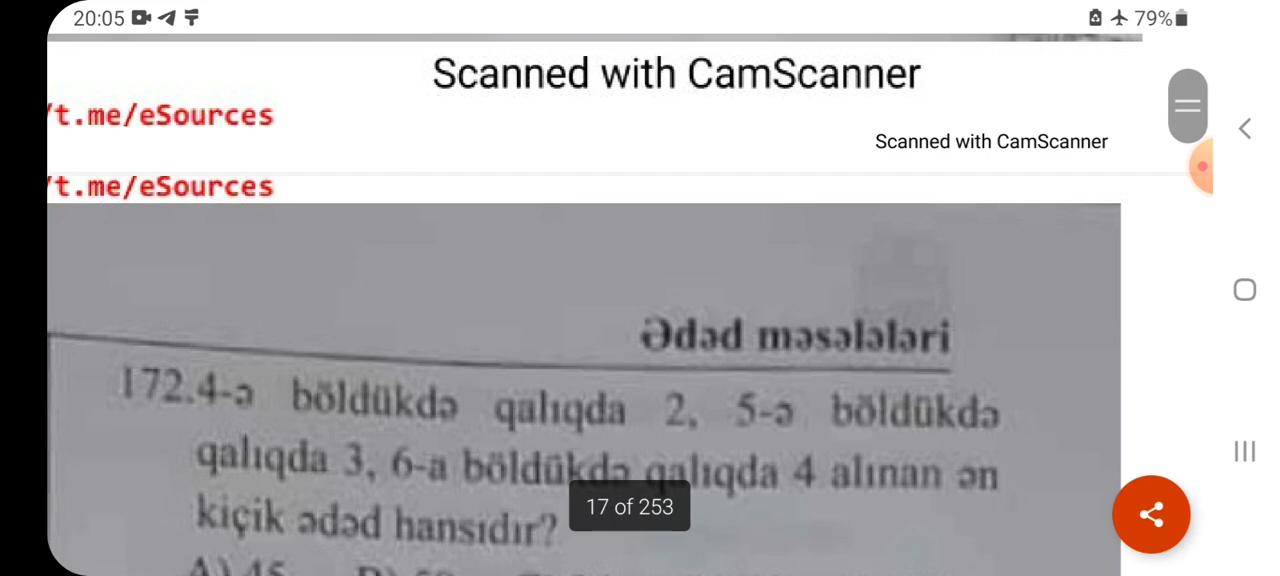 20:05
79%
Scanned with CamScanner
/t.me/eSources
Scanned with CamScanner
/t.me/eSources
Ədəd məsələləri
172.4-ə böldükdə qalıqda 2, 5-ə böldükdə
qalıqda 3, 6-a böldükdə qalıqda 4 alınan ən
kiçik ədəd hansıdır?
17 of 253